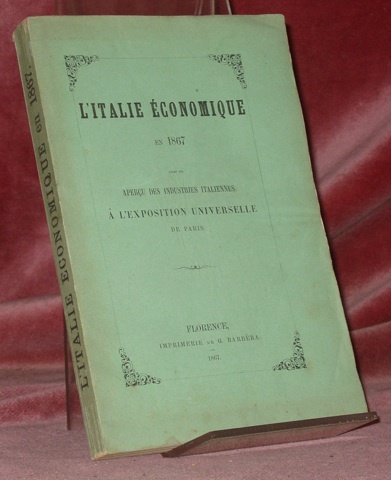 L'ITALIE ÉCONOMIQUE
EN 1867
APERÇU DES INDUSTRIES ITALIENNES
À L'EXPOSITION UNIVERSELLE
DE PARIS
FLORENCE,
IMPRIMERIE DE G. BARBÈRA.
1867.
L'ITALIE ECONOMIQUE en 1867.